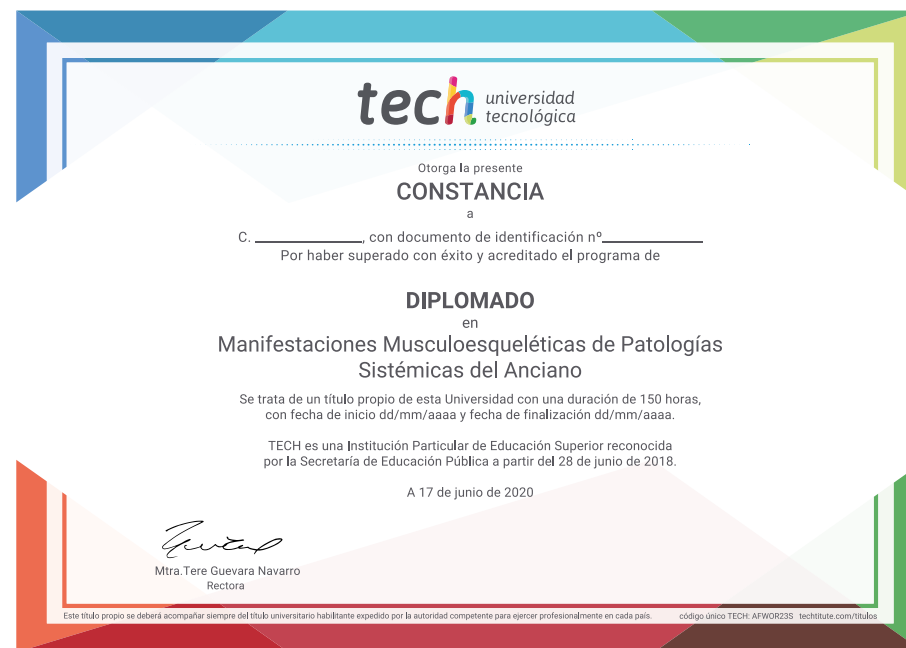 tech universidad
tecnológica
Otorga la presente
CONSTANCIA
a
C. ____________, con documento de identificación nº____________
Por haber superado con éxito y acreditado el programa de
DIPLOMADO
en
Manifestaciones Musculoesqueléticas de Patologías
Sistémicas del Anciano
Se trata de un título propio de esta Universidad con una duración de 150 horas,
con fecha de inicio dd/mm/aaaa y fecha de finalización dd/mm/aaaa.
TECH es una Institución Particular de Educación Superior reconocida
por la Secretaría de Educación Pública a partir del 28 de junio de 2018.
A 17 de junio de 2020
Mtra.Tere Guevara Navarro
Rectora
Este título propio se deberá acompañar siempre del título universitario habilitante expedido por la autoridad competente para ejercer profesionalmente en cada país. código único TECH: AFWOR23S techtitute.com/titulos